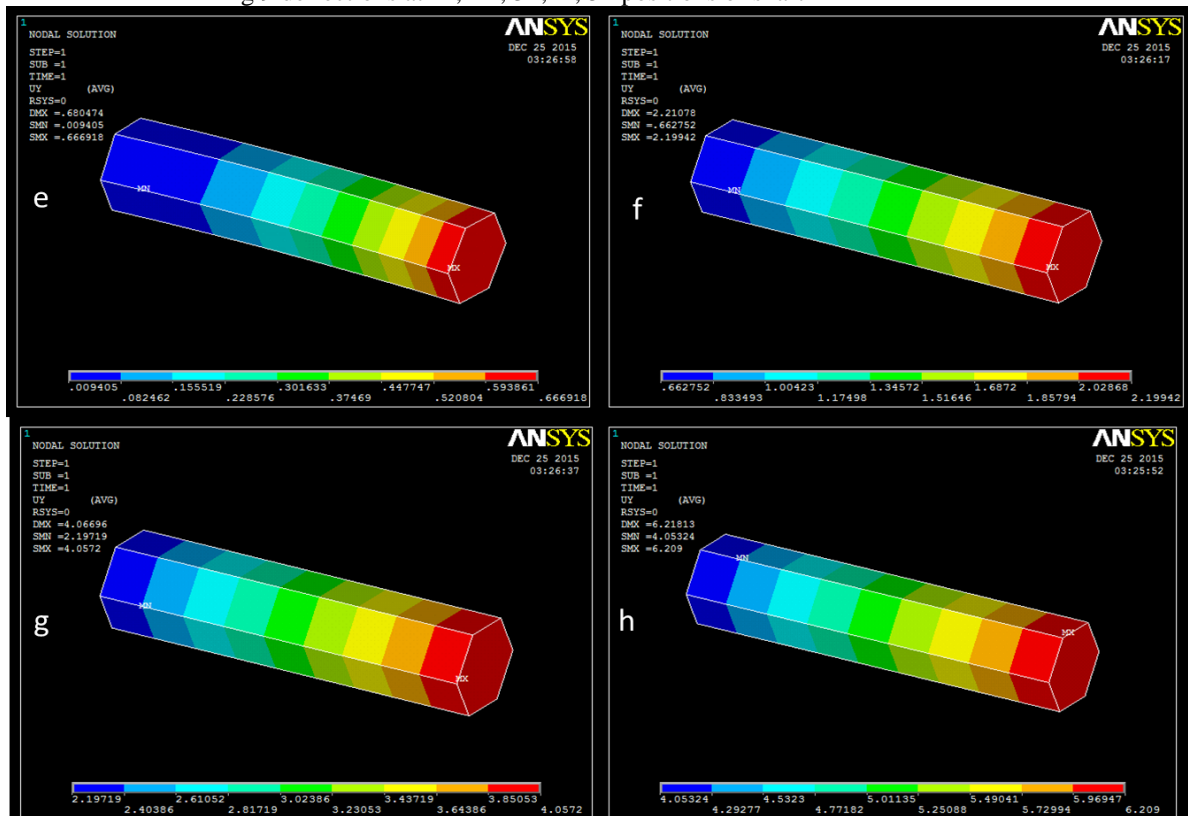 1
NODAL SOLUTION
STEP=1
SUB =1
TIME=1
UY (AVG)
RSYS=0
DMX =.680474
SMN =.009405
SMX =.666918
ANSYS
DEC 25 2015
03:26:58
MN
MX
e
.009405 .155519 .301633 .447747 .593861
.082462 .228576 .37469 .520804 .666918
1
NODAL SOLUTION
STEP=1
SUB =1
TIME=1
UY (AVG)
RSYS=0
DMX =2.21078
SMN =.662752
SMX =2.19942
ANSYS
DEC 25 2015
03:26:17
MN
MX
f
.662752 1.00423 1.34572 1.6872 2.02868
.833493 1.17498 1.51646 1.85794 2.19942
1
NODAL SOLUTION
STEP=1
SUB =1
TIME=1
UY (AVG)
RSYS=0
DMX =4.06696
SMN =2.19719
SMX =4.0572
ANSYS
DEC 25 2015
03:26:37
MN
MX
g
2.19719 2.61052 3.02386 3.43719 3.85053
2.40386 2.81719 3.23053 3.64386 4.0572
1
NODAL SOLUTION
STEP=1
SUB =1
TIME=1
UY (AVG)
RSYS=0
DMX =6.21813
SMN =4.05324
SMX =6.209
ANSYS
DEC 25 2015
03:25:52
MN
MX
h
4.05324 4.5323 5.01135 5.49041 5.96947
4.29277 4.77182 5.25088 5.72994 6.209